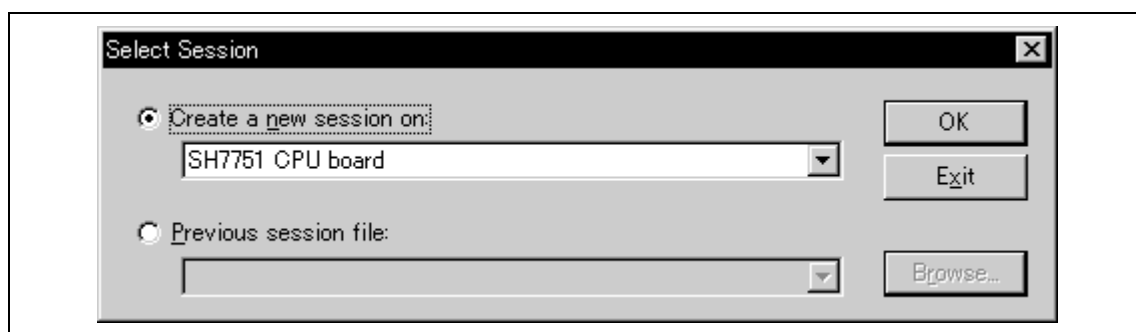 Select Session
Create a new session on:
OK
SH7751 CPU board
Exit
Previous session file:
Browse...